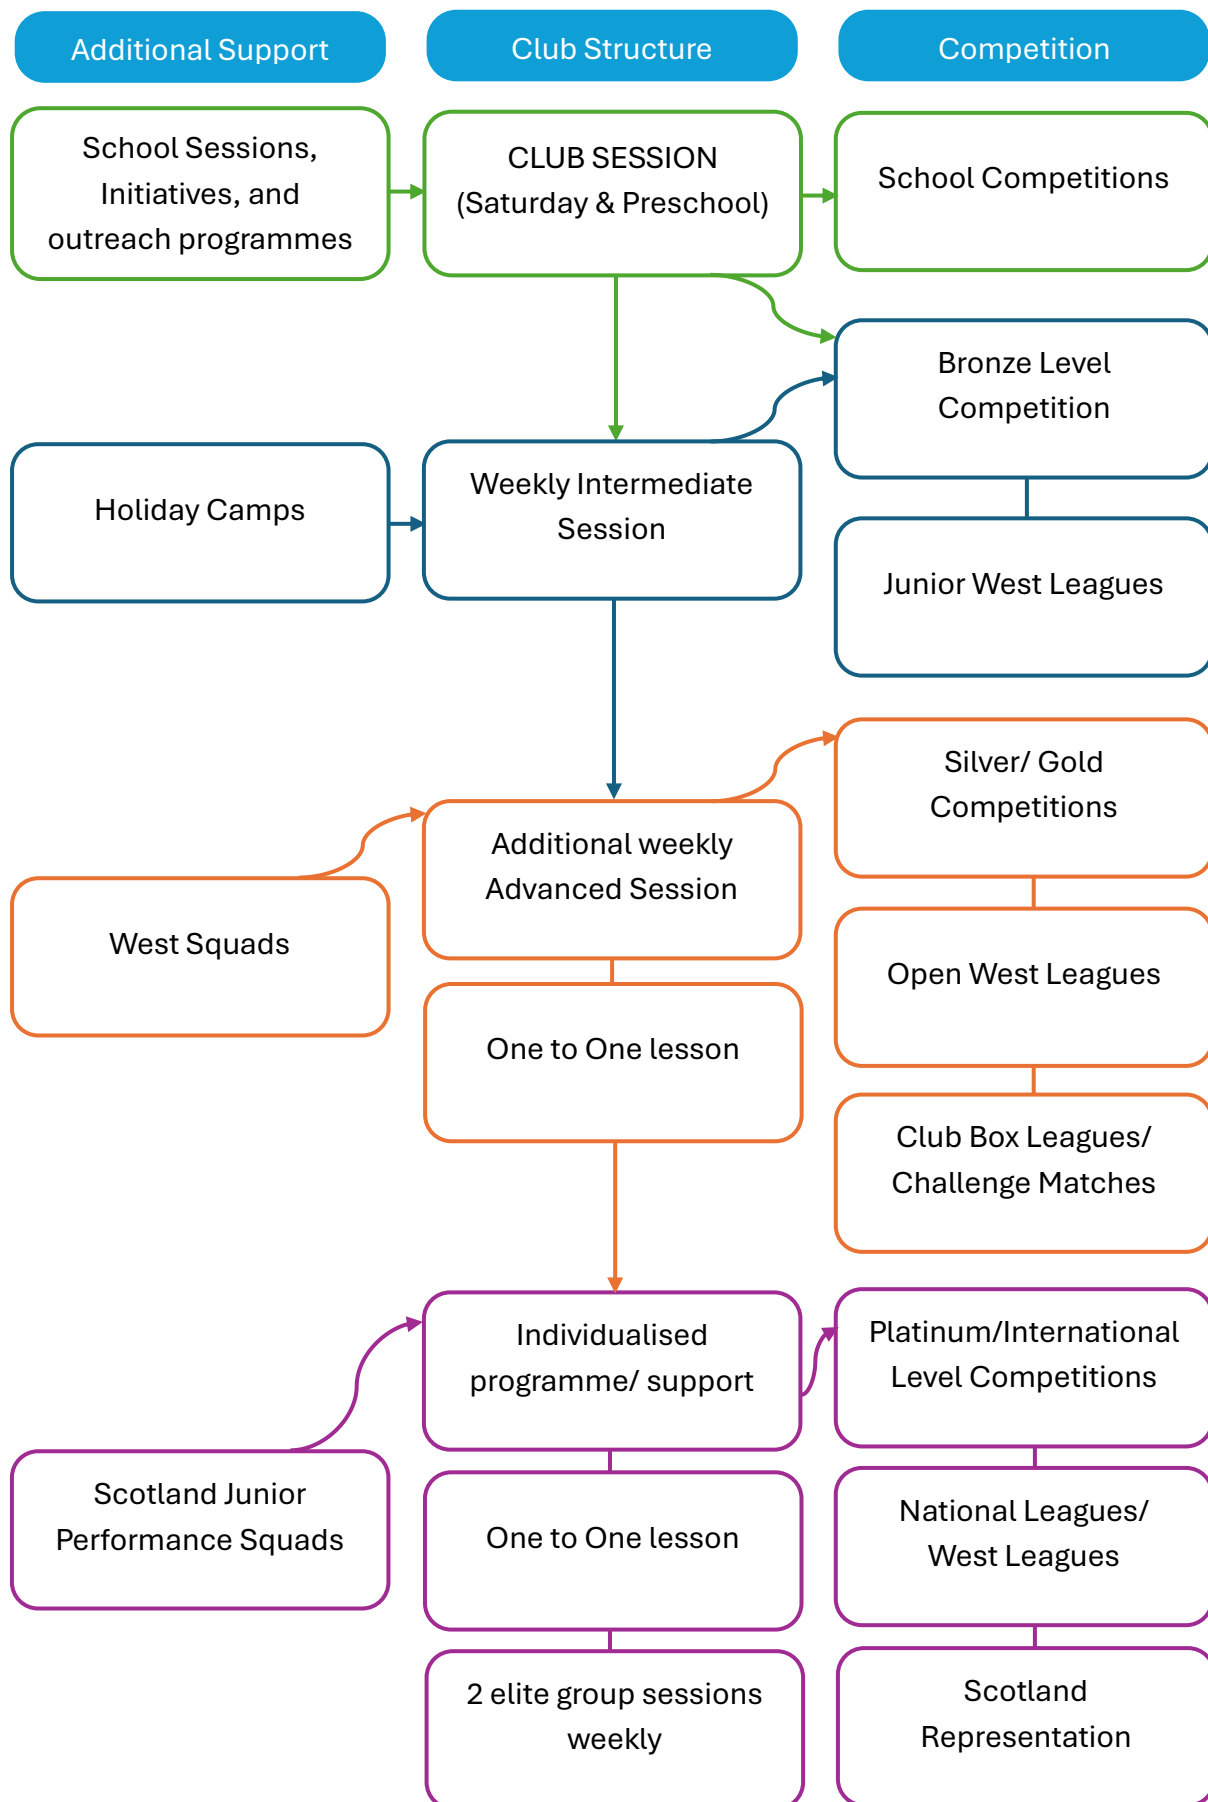 Additional Support
Club Structure
Competition
School Sessions,
Initiatives, and
outreach programmes
CLUB SESSION
(Saturday & Preschool)
School Competitions
Bronze Level
Competition
Holiday Camps
Weekly Intermediate
Session
Junior West Leagues
Silver/ Gold
Competitions
Additional weekly
Advanced Session
West Squads
Open West Leagues
One to One lesson
Club Box Leagues/
Challenge Matches
Individualised
programme/ support
Platinum/International
Level Competitions
Scotland Junior
Performance Squads
One to One lesson
National Leagues/
West Leagues
2 elite group sessions
weekly
Scotland
Representation